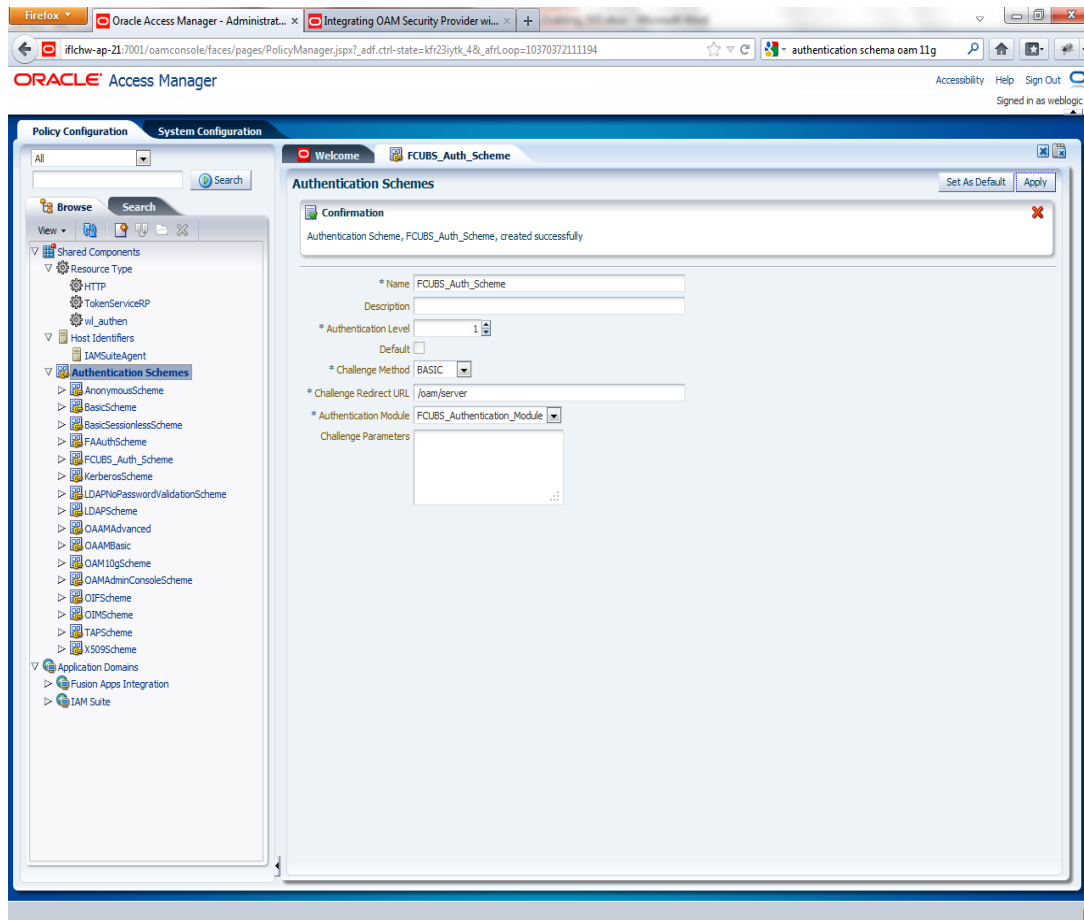 Firefox
Oracle Access Manager - Administrat... ×
Integrating OAM Security Provider wi... ×
+
iflchw-ap-21:7001/oamconsole/faces/pages/PolicyManager.jspx?_adf.ctrl-state=kfr23iytk_4&_afrLoop=10370372111194
authentication schema oam 11g
ORACLE Access Manager
Accessibility Help Sign Out
Signed in as weblogic
Policy Configuration System Configuration
All
Search
Browse Search
View
Shared Components
Resource Type
HTTP
TokenServiceRP
wl_authen
Host Identifiers
IAMSuiteAgent
Authentication Schemes
AnonymousScheme
BasicScheme
BasicSessionlessScheme
FAAuthScheme
FCUBS_Auth_Scheme
KerberosScheme
LDAPNoPasswordValidationScheme
LDAPScheme
OAAMAdvanced
OAAMBasic
OAM10gScheme
OAMAdminConsoleScheme
OIFScheme
OIMScheme
TAPScheme
X509Scheme
Application Domains
Fusion Apps Integration
IAM Suite
Welcome FCUBS_Auth_Scheme
Authentication Schemes
Set As Default Apply
Confirmation
Authentication Scheme, FCUBS_Auth_Scheme, created successfully
* Name FCUBS_Auth_Scheme
Description
* Authentication Level 1
Default
* Challenge Method BASIC
* Challenge Redirect URL /oam/server
* Authentication Module FCUBS_Authentication_Module
Challenge Parameters